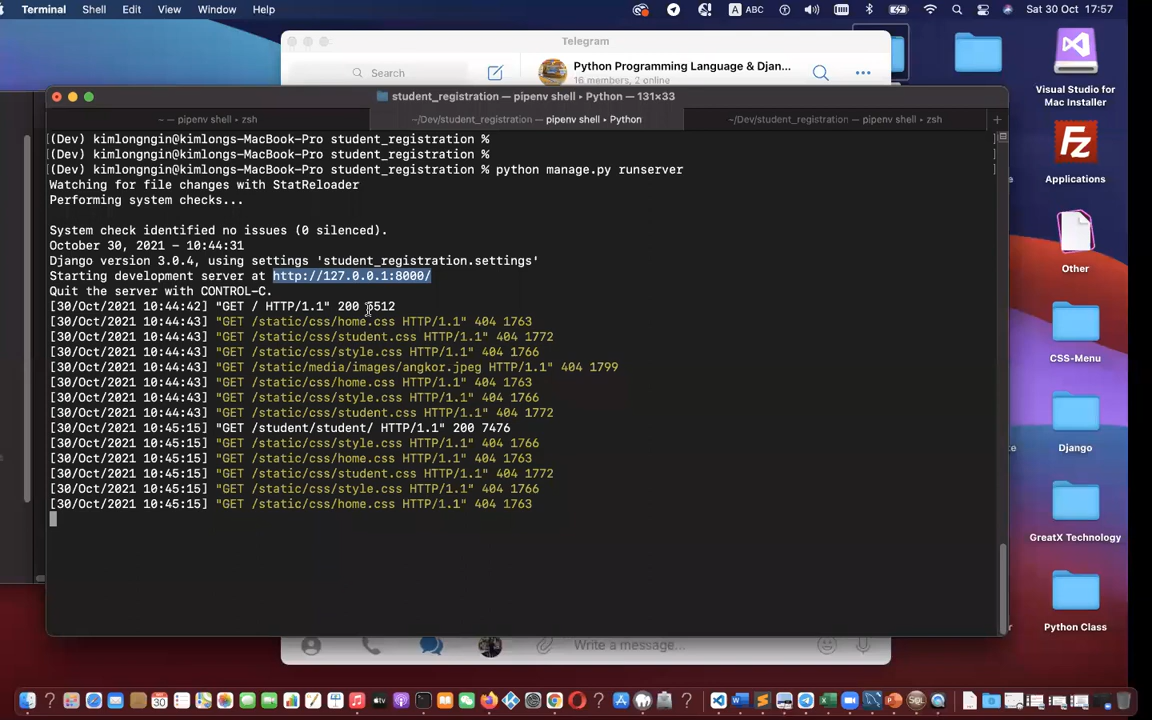 Terminal Shell Edit View Window Help
A ABC
Sat 30 Oct 17:57
Telegram
Search
Python Programming Language & Djan...
16 members, 2 online
student_registration — pipenv shell • Python — 131×33
~ — pipenv shell • zsh
~/Dev/student_registration — pipenv shell • Python
~/Dev/student_registration — pipenv shell • zsh
(Dev) kimlongngin@kimlongs-MacBook-Pro student_registration %
(Dev) kimlongngin@kimlongs-MacBook-Pro student_registration %
(Dev) kimlongngin@kimlongs-MacBook-Pro student_registration % python manage.py runserver
Watching for file changes with StatReloader
Performing system checks...
System check identified no issues (0 silenced).
October 30, 2021 - 10:44:31
Django version 3.0.4, using settings 'student_registration.settings'
Starting development server at http://127.0.0.1:8000/
Quit the server with CONTROL-C.
[30/Oct/2021 10:44:42] "GET / HTTP/1.1" 200 512
[30/Oct/2021 10:44:43] "GET /static/css/home.css HTTP/1.1" 404 1763
[30/Oct/2021 10:44:43] "GET /static/css/student.css HTTP/1.1" 404 1772
[30/Oct/2021 10:44:43] "GET /static/css/style.css HTTP/1.1" 404 1766
[30/Oct/2021 10:44:43] "GET /static/media/images/angkor.jpeg HTTP/1.1" 404 1799
[30/Oct/2021 10:44:43] "GET /static/css/home.css HTTP/1.1" 404 1763
[30/Oct/2021 10:44:43] "GET /static/css/style.css HTTP/1.1" 404 1766
[30/Oct/2021 10:44:43] "GET /static/css/student.css HTTP/1.1" 404 1772
[30/Oct/2021 10:45:15] "GET /student/student/ HTTP/1.1" 200 7476
[30/Oct/2021 10:45:15] "GET /static/css/style.css HTTP/1.1" 404 1766
[30/Oct/2021 10:45:15] "GET /static/css/home.css HTTP/1.1" 404 1763
[30/Oct/2021 10:45:15] "GET /static/css/student.css HTTP/1.1" 404 1772
[30/Oct/2021 10:45:15] "GET /static/css/style.css HTTP/1.1" 404 1766
[30/Oct/2021 10:45:15] "GET /static/css/home.css HTTP/1.1" 404 1763
Write a message...
Visual Studio for
Mac Installer
Applications
Other
CSS-Menu
Django
GreatX Technology
Python Class